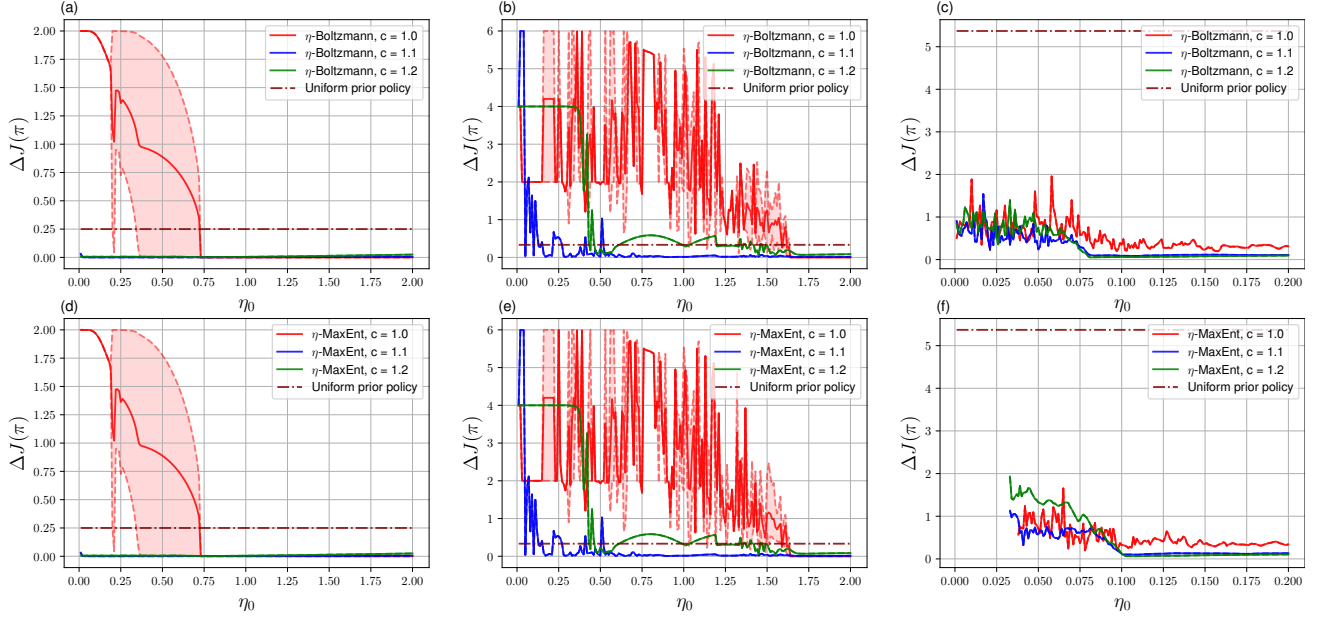 (a)
2.00
1.75
1.50
1.25
1.00
0.75
0.50
0.25
0.00
ΔJ(π)
η-Boltzmann, c = 1.0
η-Boltzmann, c = 1.1
η-Boltzmann, c = 1.2
Uniform prior policy
0.00 0.25 0.50 0.75 1.00 1.25 1.50 1.75 2.00
η₀
(b)
6
5
4
3
2
1
0
ΔJ(π)
η-Boltzmann, c = 1.0
η-Boltzmann, c = 1.1
η-Boltzmann, c = 1.2
Uniform prior policy
0.00 0.25 0.50 0.75 1.00 1.25 1.50 1.75 2.00
η₀
(c)
5
4
3
2
1
0
ΔJ(π)
η-Boltzmann, c = 1.0
η-Boltzmann, c = 1.1
η-Boltzmann, c = 1.2
Uniform prior policy
0.000 0.025 0.050 0.075 0.100 0.125 0.150 0.175 0.200
η₀
(d)
2.00
1.75
1.50
1.25
1.00
0.75
0.50
0.25
0.00
ΔJ(π)
η-MaxEnt, c = 1.0
η-MaxEnt, c = 1.1
η-MaxEnt, c = 1.2
Uniform prior policy
0.00 0.25 0.50 0.75 1.00 1.25 1.50 1.75 2.00
η₀
(e)
6
5
4
3
2
1
0
ΔJ(π)
η-MaxEnt, c = 1.0
η-MaxEnt, c = 1.1
η-MaxEnt, c = 1.2
Uniform prior policy
0.00 0.25 0.50 0.75 1.00 1.25 1.50 1.75 2.00
η₀
(f)
5
4
3
2
1
0
ΔJ(π)
η-MaxEnt, c = 1.0
η-MaxEnt, c = 1.1
η-MaxEnt, c = 1.2
Uniform prior policy
0.000 0.025 0.050 0.075 0.100 0.125 0.150 0.175 0.200
η₀